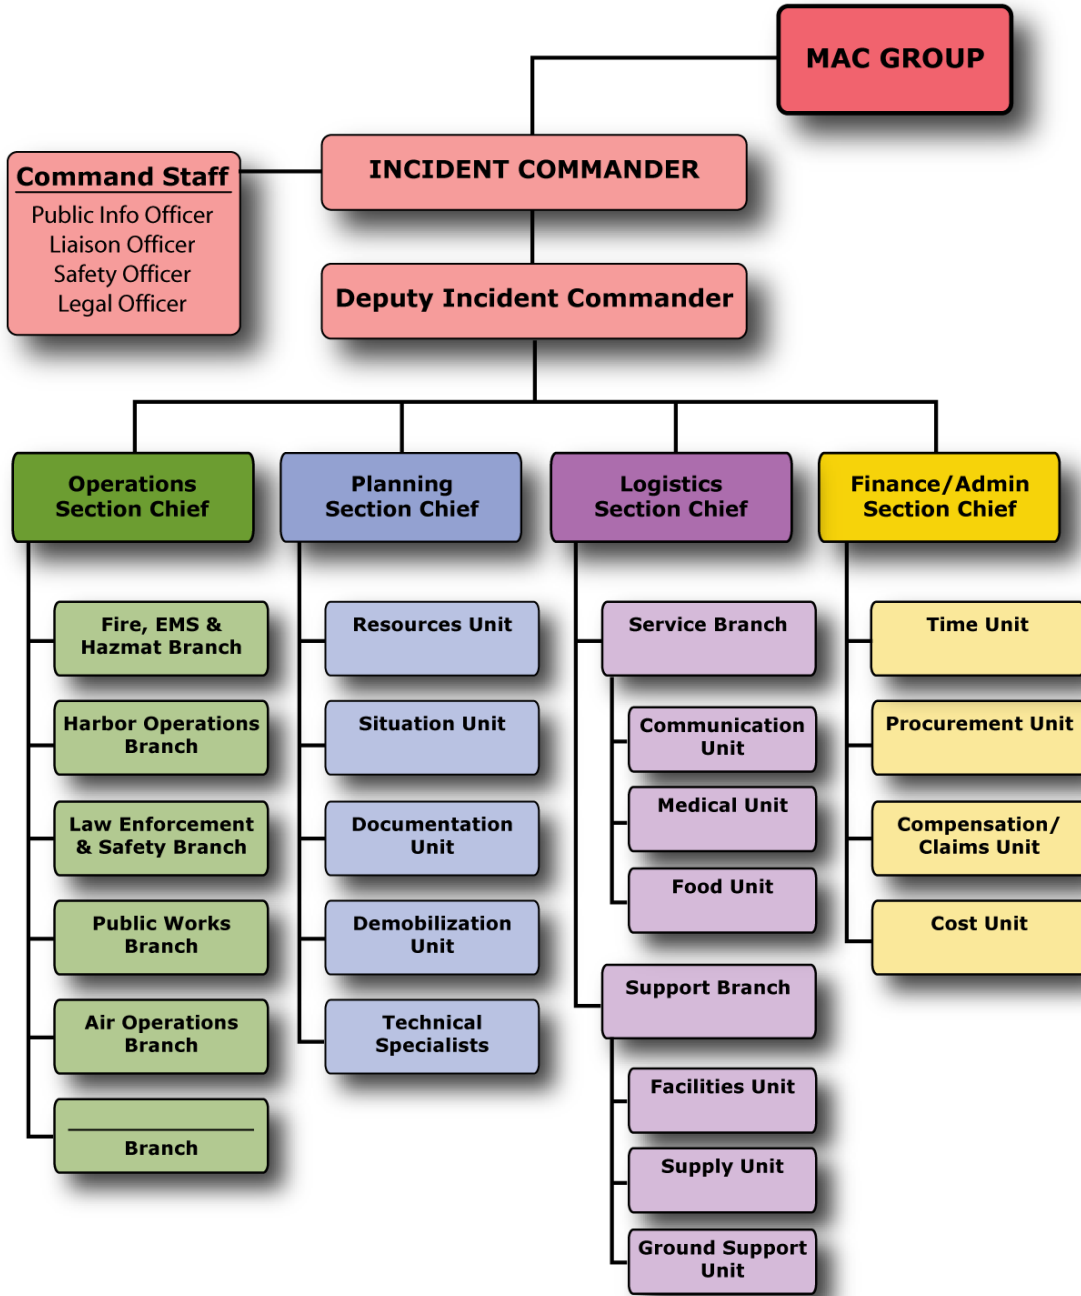 MAC GROUP
INCIDENT COMMANDER
Command Staff
Public Info Officer
Liaison Officer
Safety Officer
Legal Officer
Deputy Incident Commander
Operations
Section Chief
Fire, EMS &
Hazmat Branch
Harbor Operations
Branch
Law Enforcement
& Safety Branch
Public Works
Branch
Air Operations
Branch
Branch
Planning
Section Chief
Resources Unit
Situation Unit
Documentation
Unit
Demobilization
Unit
Technical
Specialists
Logistics
Section Chief
Service Branch
Communication
Unit
Medical Unit
Food Unit
Support Branch
Facilities Unit
Supply Unit
Ground Support
Unit
Finance/Admin
Section Chief
Time Unit
Procurement Unit
Compensation/
Claims Unit
Cost Unit